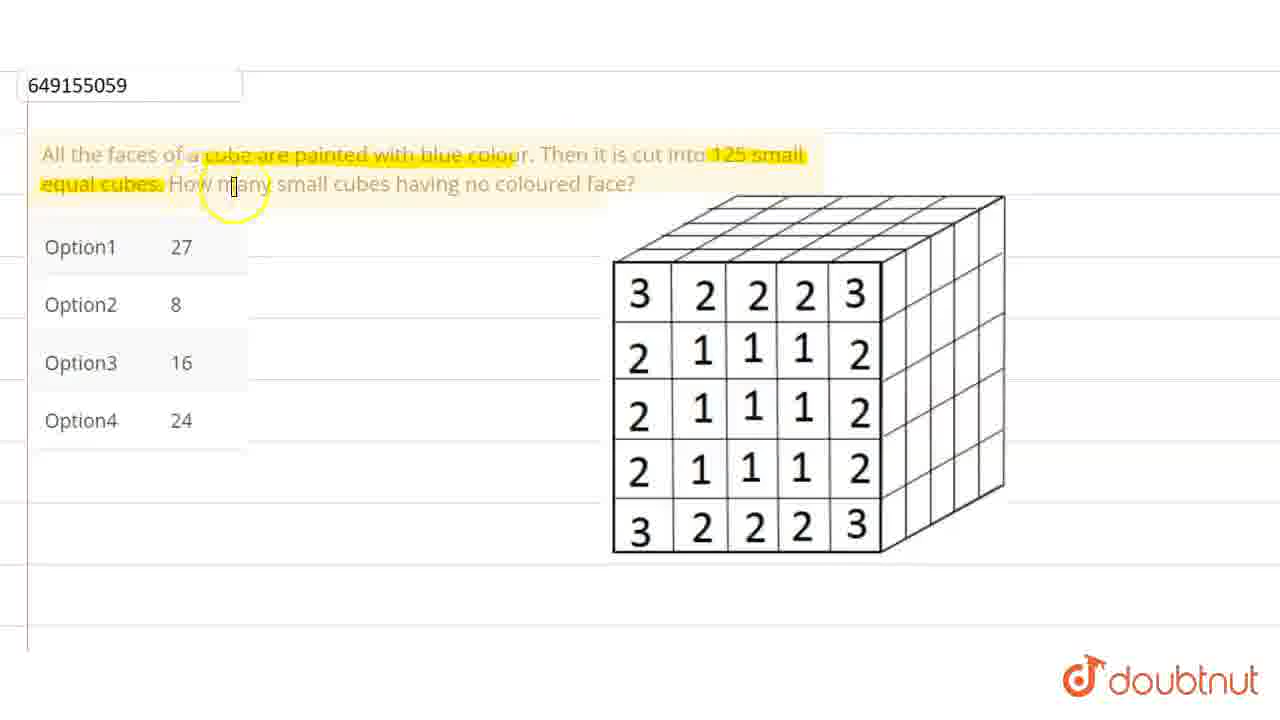 649155059
All the faces of a cube are painted with blue colour. Then it is cut into 125 small
equal cubes. How many small cubes having no coloured face?
Option1 27
Option2 8
Option3 16
Option4 24
3 2 2 2 3
2 1 1 1 2
2 1 1 1 2
2 1 1 1 2
3 2 2 2 3
doubtnut